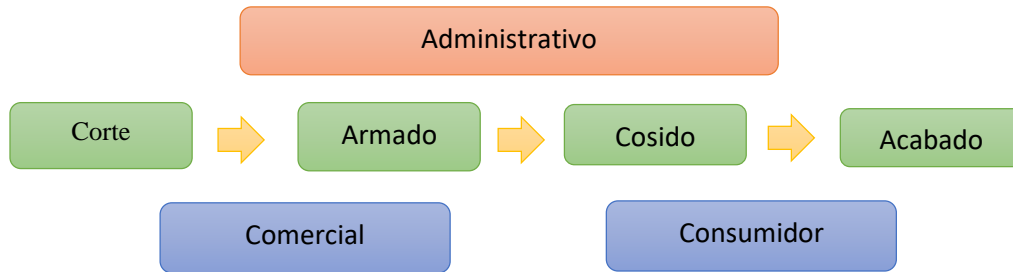 Administrativo
Corte
Armado
Cosido
Acabado
Comercial
Consumidor